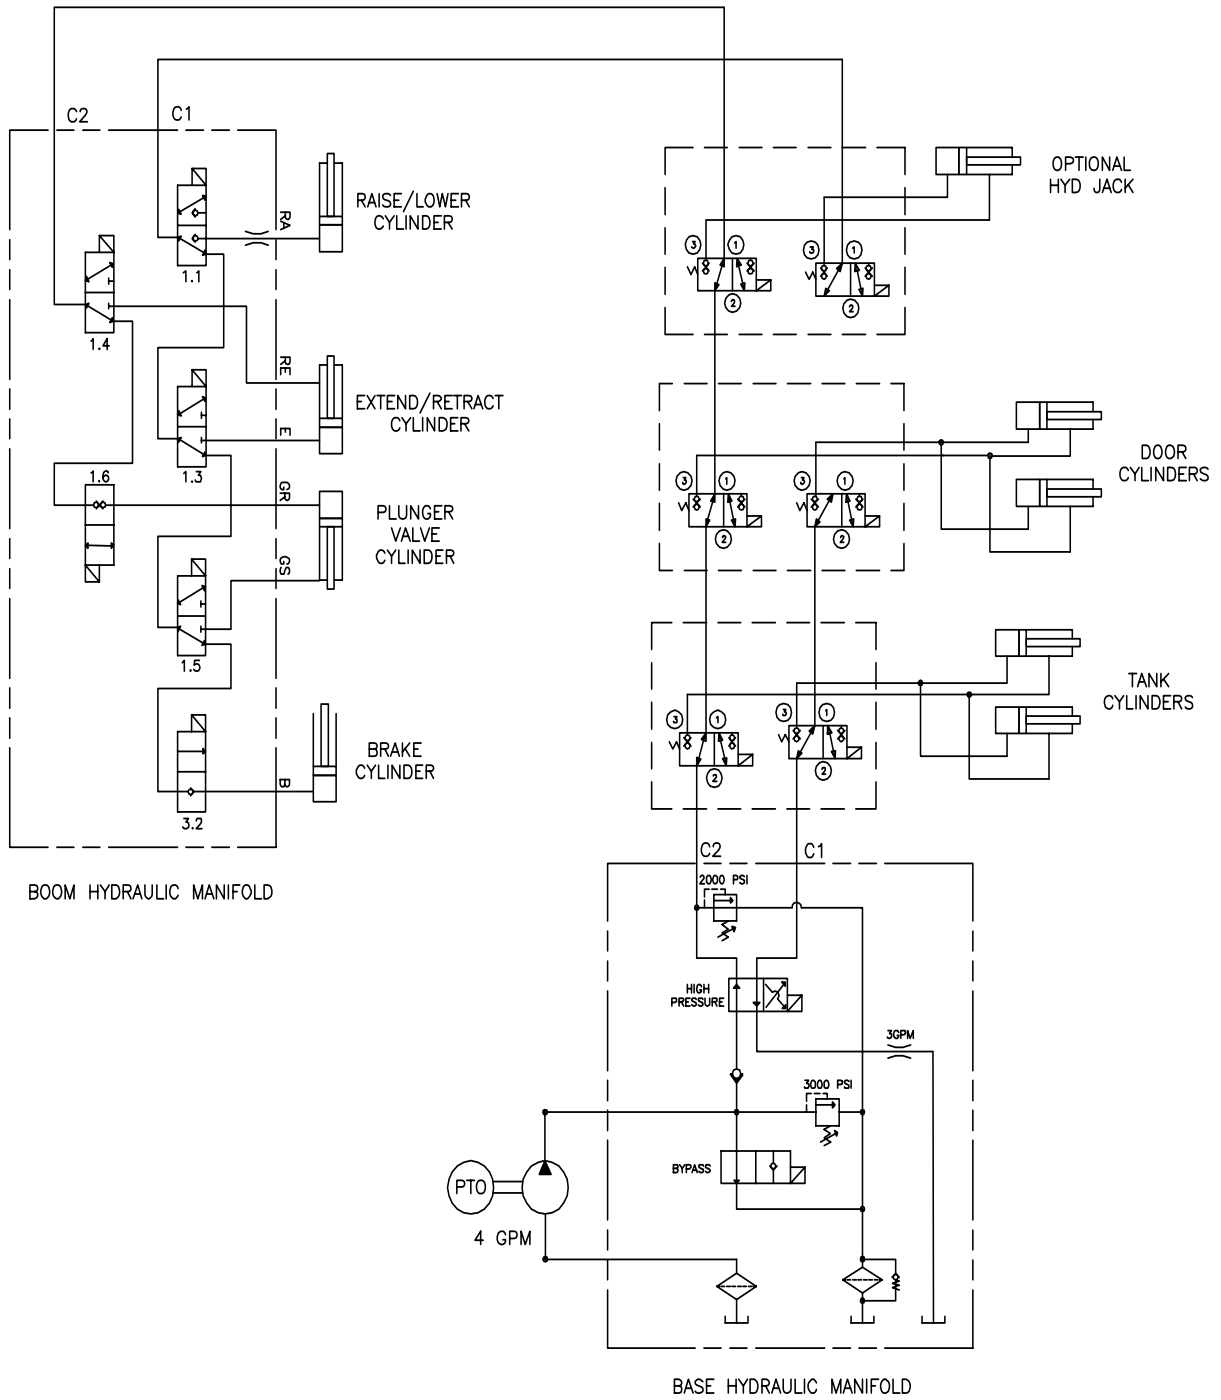 C2
C1
RA
RAISE/LOWER
CYLINDER
1.1
1.4
RE
EXTEND/RETRACT
CYLINDER
E
1.3
1.6
GR
PLUNGER
VALVE
CYLINDER
GS
1.5
BRAKE
CYLINDER
B
3.2
BOOM HYDRAULIC MANIFOLD
OPTIONAL
HYD JACK
3
1
2
3
1
2
DOOR
CYLINDERS
3
1
2
3
1
2
TANK
CYLINDERS
3
1
2
3
1
2
C2
C1
2000 PSI
HIGH
PRESSURE
3GPM
3000 PSI
BYPASS
PTO
4 GPM
BASE HYDRAULIC MANIFOLD